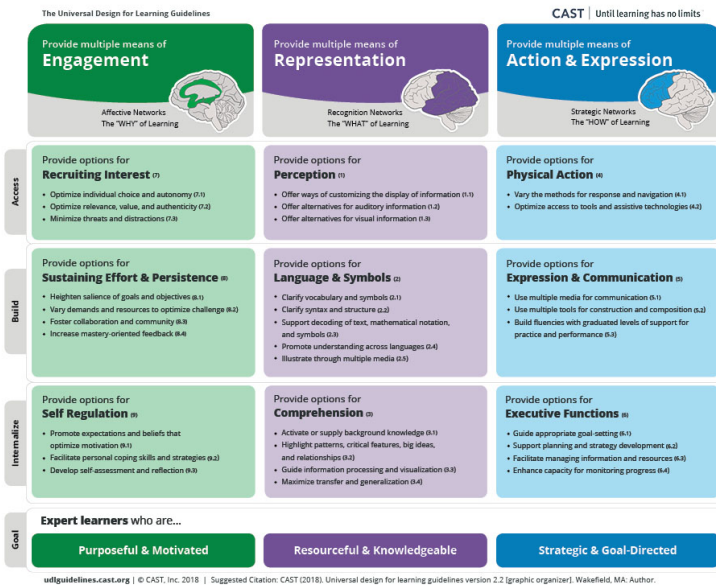 The Universal Design for Learning Guidelines
CAST | Until learning has no limits
Provide multiple means of
Engagement
Affective Networks
The "WHY" of Learning
Provide multiple means of
Representation
Recognition Networks
The "WHAT" of Learning
Provide multiple means of
Action & Expression
Strategic Networks
The "HOW" of Learning
Access
Provide options for
Recruiting Interest (7)
• Optimize individual choice and autonomy (7.1)
• Optimize relevance, value, and authenticity (7.2)
• Minimize threats and distractions (7.3)
Provide options for
Perception (1)
• Offer ways of customizing the display of information (1.1)
• Offer alternatives for auditory information (1.2)
• Offer alternatives for visual information (1.3)
Provide options for
Physical Action (4)
• Vary the methods for response and navigation (4.1)
• Optimize access to tools and assistive technologies (4.2)
Build
Provide options for
Sustaining Effort & Persistence (8)
• Heighten salience of goals and objectives (8.1)
• Vary demands and resources to optimize challenge (8.2)
• Foster collaboration and community (8.3)
• Increase mastery-oriented feedback (8.4)
Provide options for
Language & Symbols (2)
• Clarify vocabulary and symbols (2.1)
• Clarify syntax and structure (2.2)
• Support decoding of text, mathematical notation,
and symbols (2.3)
• Promote understanding across languages (2.4)
• Illustrate through multiple media (2.5)
Provide options for
Expression & Communication (5)
• Use multiple media for communication (5.1)
• Use multiple tools for construction and composition (5.2)
• Build fluencies with graduated levels of support for
practice and performance (5.3)
Internalize
Provide options for
Self Regulation (9)
• Promote expectations and beliefs that
optimize motivation (9.1)
• Facilitate personal coping skills and strategies (9.2)
• Develop self-assessment and reflection (9.3)
Provide options for
Comprehension (3)
• Activate or supply background knowledge (3.1)
• Highlight patterns, critical features, big ideas,
and relationships (3.2)
• Guide information processing and visualization (3.3)
• Maximize transfer and generalization (3.4)
Provide options for
Executive Functions (6)
• Guide appropriate goal-setting (6.1)
• Support planning and strategy development (6.2)
• Facilitate managing information and resources (6.3)
• Enhance capacity for monitoring progress (6.4)
Goal
Expert learners who are...
Purposeful & Motivated
Resourceful & Knowledgeable
Strategic & Goal-Directed
udlguidelines.cast.org | © CAST, Inc. 2018 | Suggested Citation: CAST (2018). Universal design for learning guidelines version 2.2 [graphic organizer]. Wakefield, MA: Author.